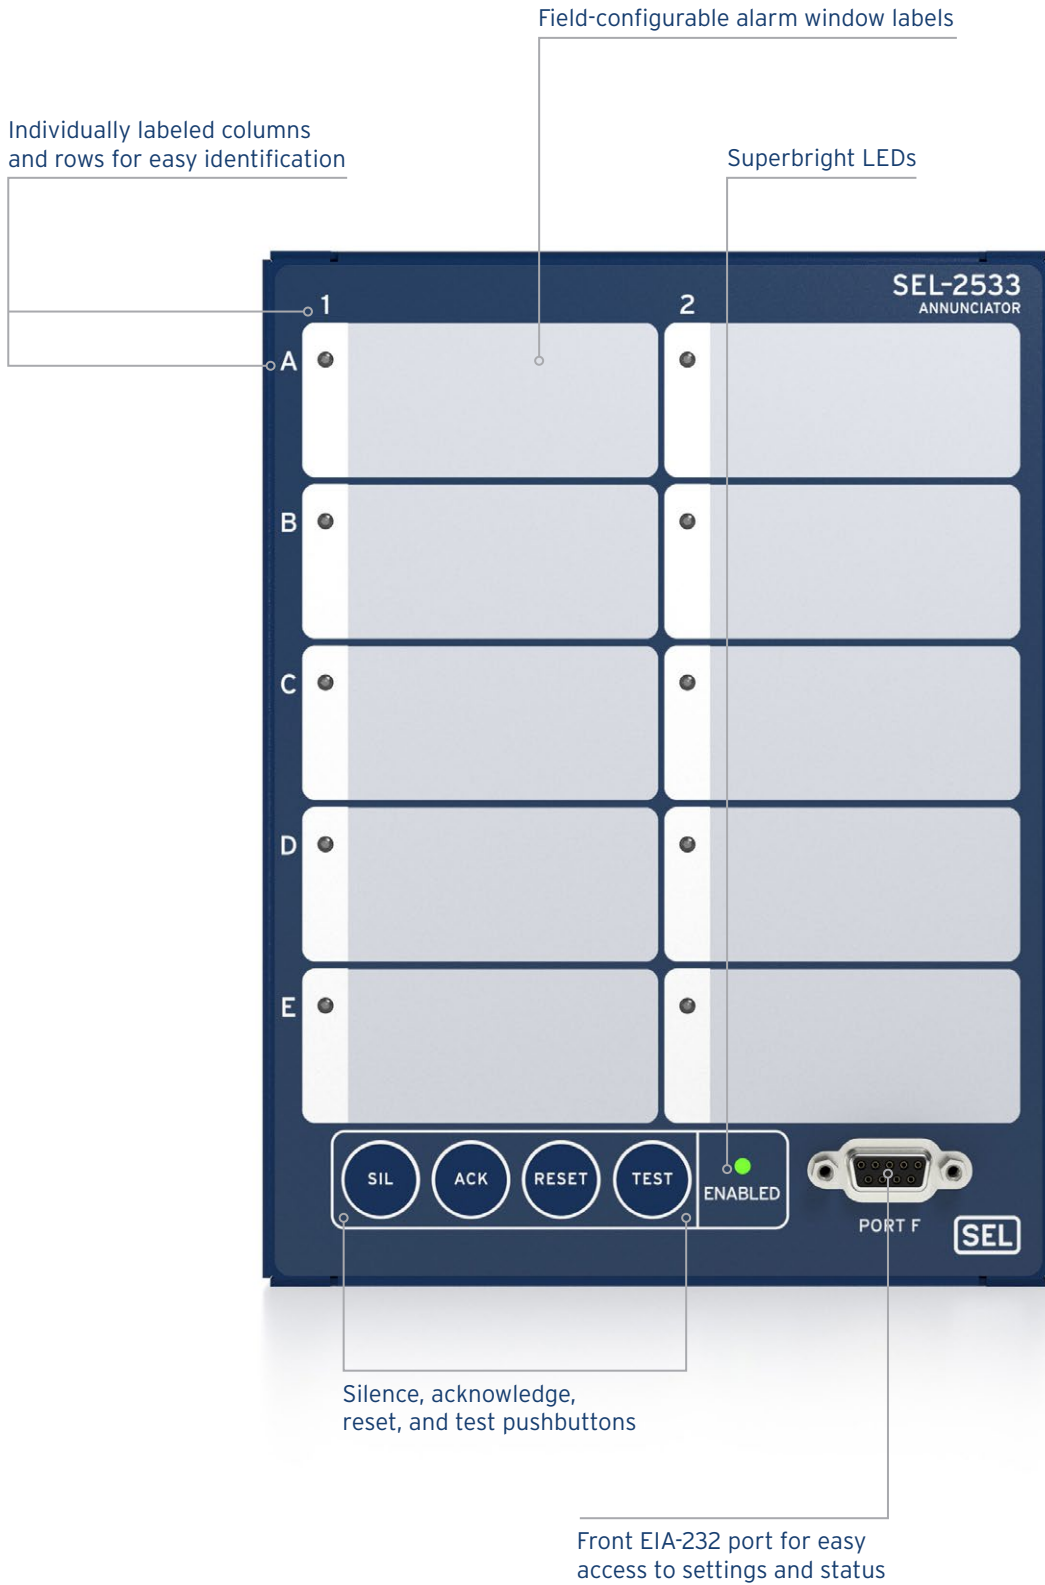 Field-configurable alarm window labels
Individually labeled columns
and rows for easy identification
Superbright LEDs
SEL-2533
ANNUNCIATOR
1
2
A
B
C
D
E
SIL
ACK
RESET
TEST
ENABLED
PORT F
SEL
Silence, acknowledge,
reset, and test pushbuttons
Front EIA-232 port for easy
access to settings and status